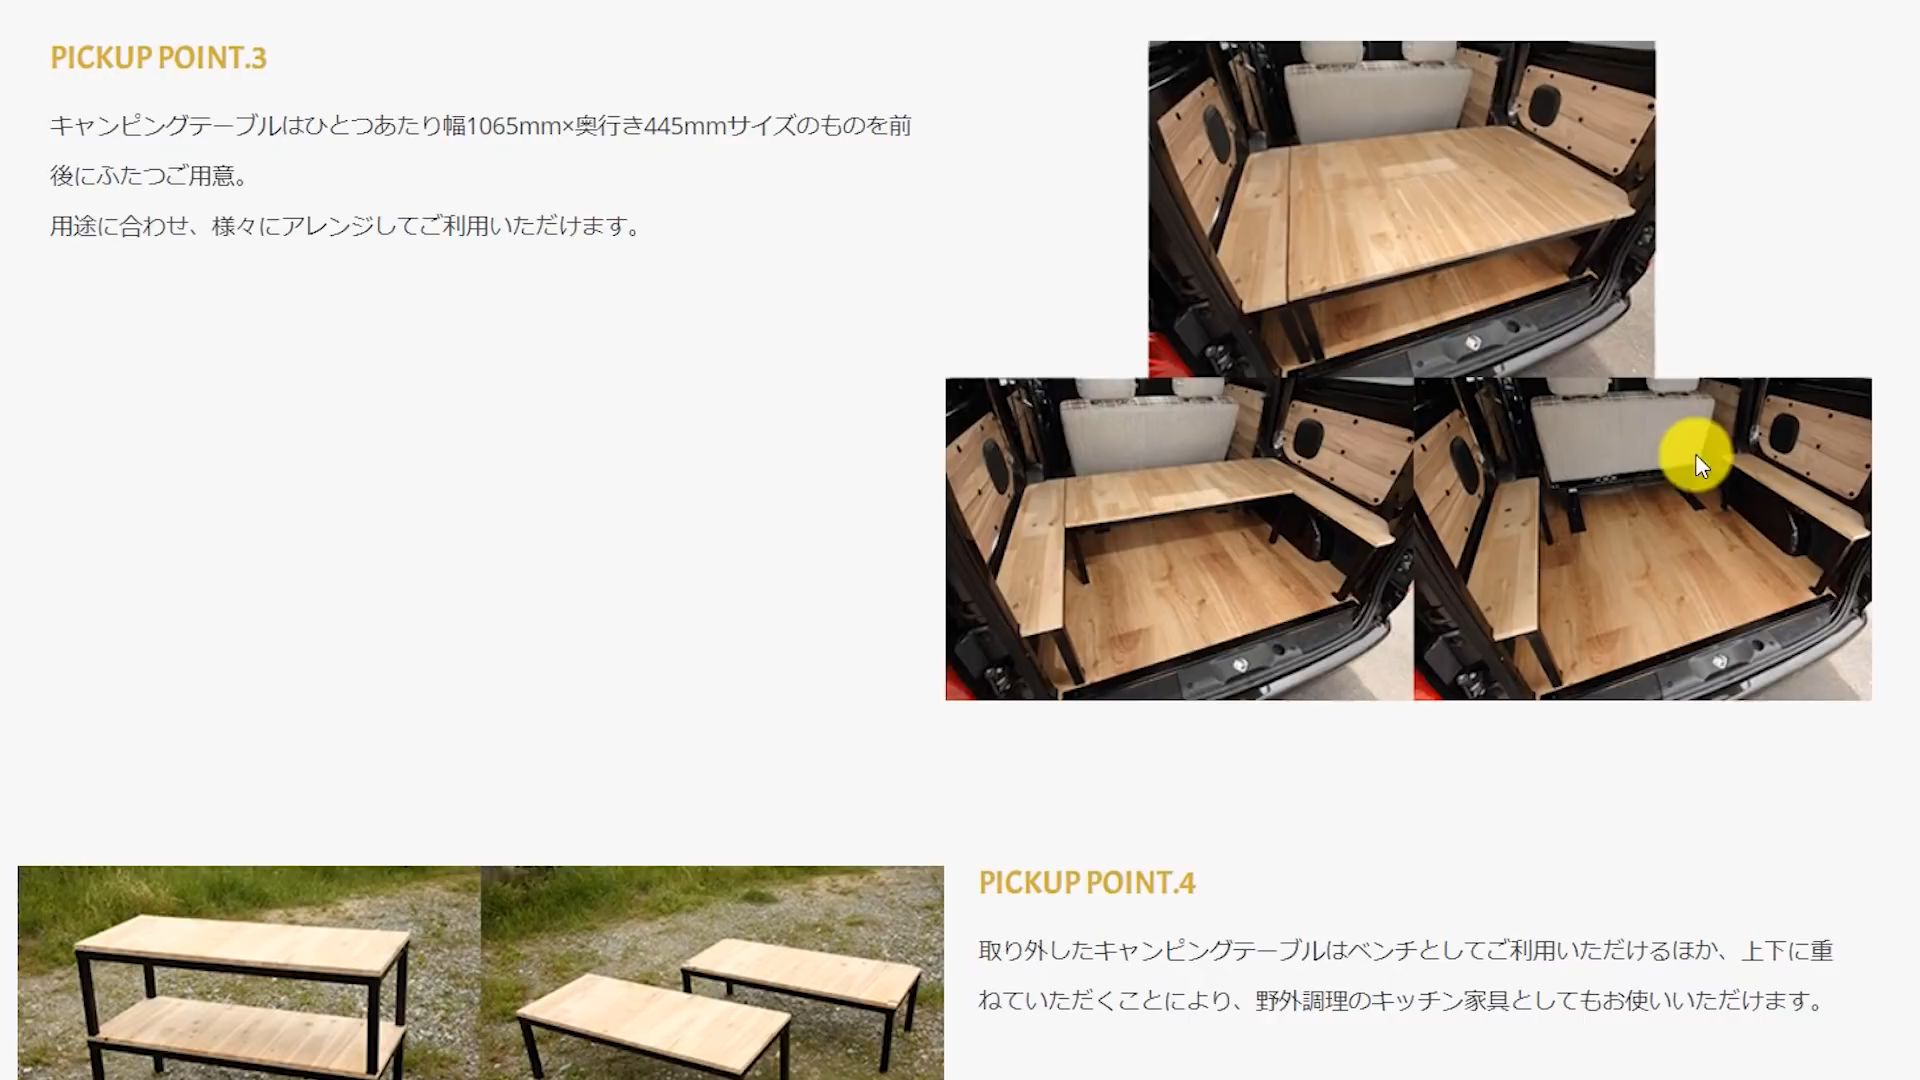 PICKUP POINT.3
キャンピングテーブルはひとつあたり幅1065mm×奥行き445mmサイズのものを前
後にふたつご用意。
用途に合わせ、様々にアレンジしてご利用いただけます。
PICKUP POINT.4
取り外したキャンピングテーブルはベンチとしてご利用いただけるほか、上下に重
ねていただくことにより、野外調理のキッチン家具としてもお使いいただけます。